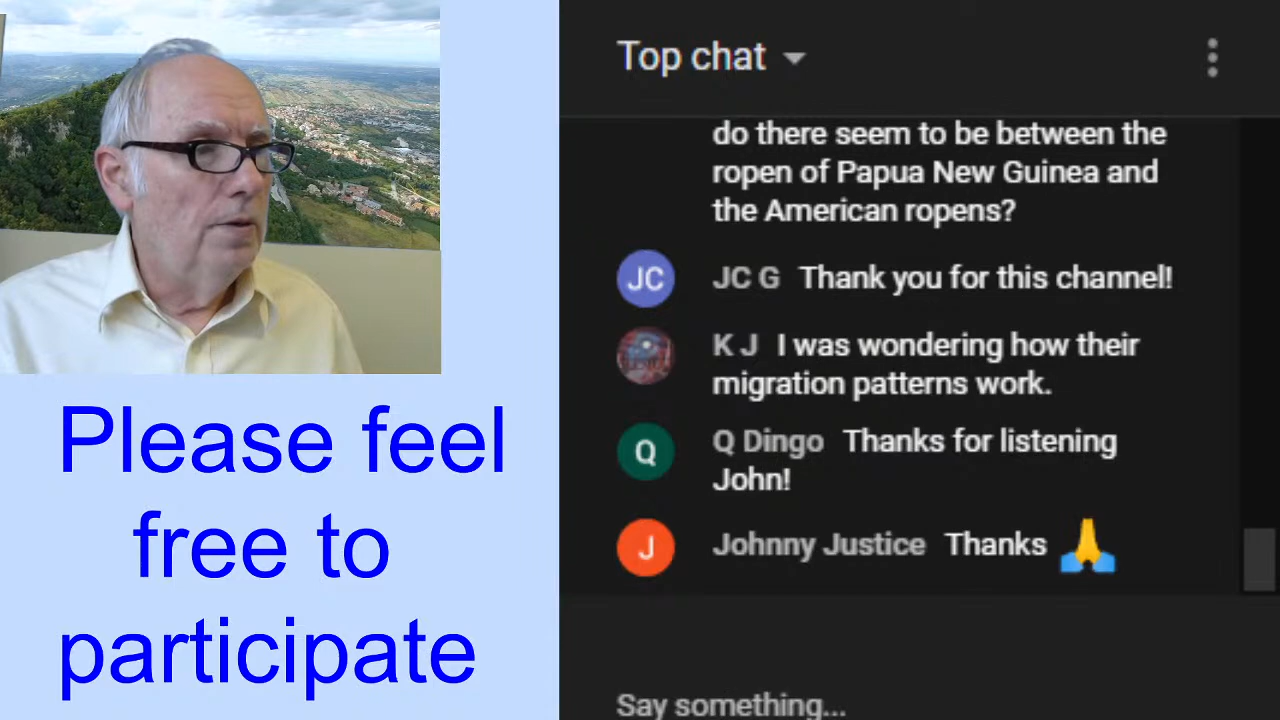 Please feel
free to
participate
Top chat
do there seem to be between the
ropen of Papua New Guinea and
the American ropens?
JC JC G Thank you for this channel!
K J I was wondering how their
migration patterns work.
Q Q Dingo Thanks for listening
John!
J Johnny Justice Thanks 🙏
Say something...